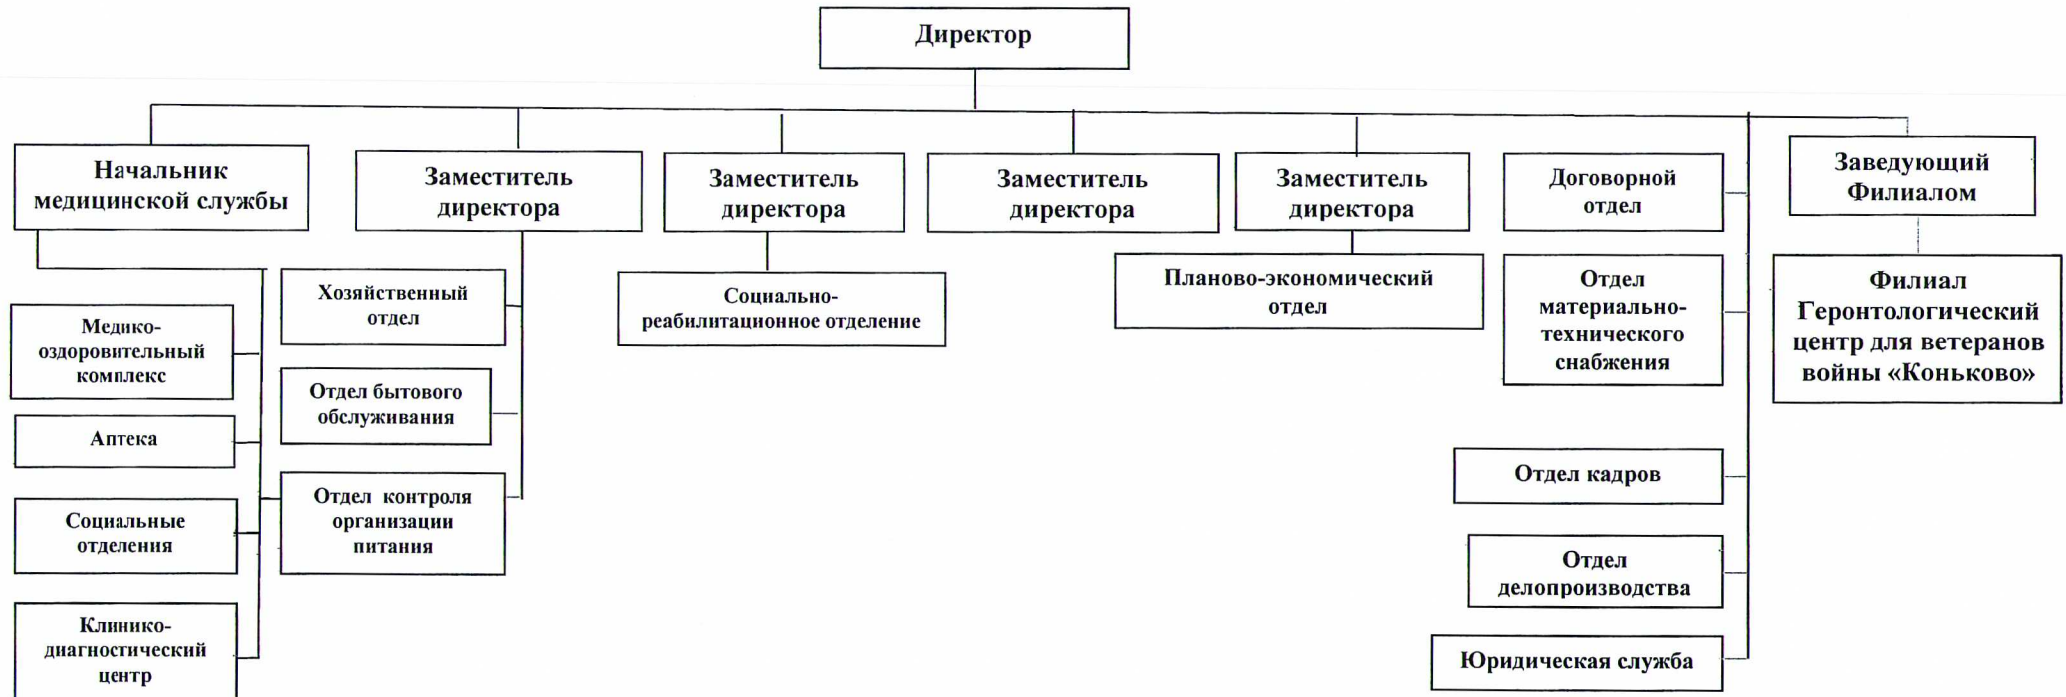 Директор
Начальник
медицинской службы
Заместитель
директора
Заместитель
директора
Заместитель
директора
Заместитель
директора
Договорной
отдел
Заведующий
Филиалом
Медико-
оздоровительный
комплекс
Аптека
Социальные
отделения
Клинико-
диагностический
центр
Хозяйственный
отдел
Отдел бытового
обслуживания
Отдел контроля
организации
питания
Социально-
реабилитационное отделение
Планово-экономический
отдел
Отдел
материально-
технического
снабжения
Отдел кадров
Отдел
делопроизводства
Юридическая служба
Филиал
Геронтологический
центр для ветеранов
войны «Коньково»